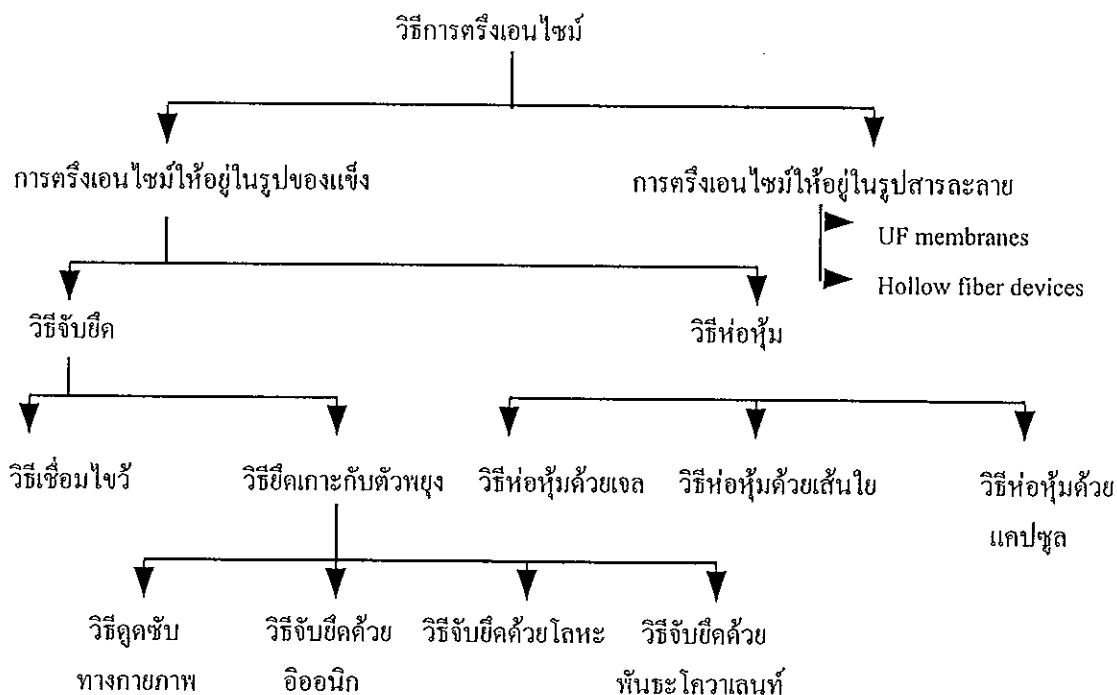 วิธีการตรึงเอนไซม์
การตรึงเอนไซม์ให้อยู่ในรูปของแข็ง
การตรึงเอนไซม์ให้อยู่ในรูปสารละลาย
UF membranes
Hollow fiber devices
วิธีจับยึด
วิธีห่อหุ้ม
วิธีเชื่อมไขว้
วิธียึดเกาะกับตัวพยุง
วิธีห่อหุ้มด้วยเจล
วิธีห่อหุ้มด้วยเส้นใย
วิธีห่อหุ้มด้วย
แคปซูล
วิธีดูดซับ
ทางกายภาพ
วิธีจับยึดด้วย
อิออนิก
วิธีจับยึดด้วยโลหะ
วิธีจับยึดด้วย
พันธะโควาเลนท์